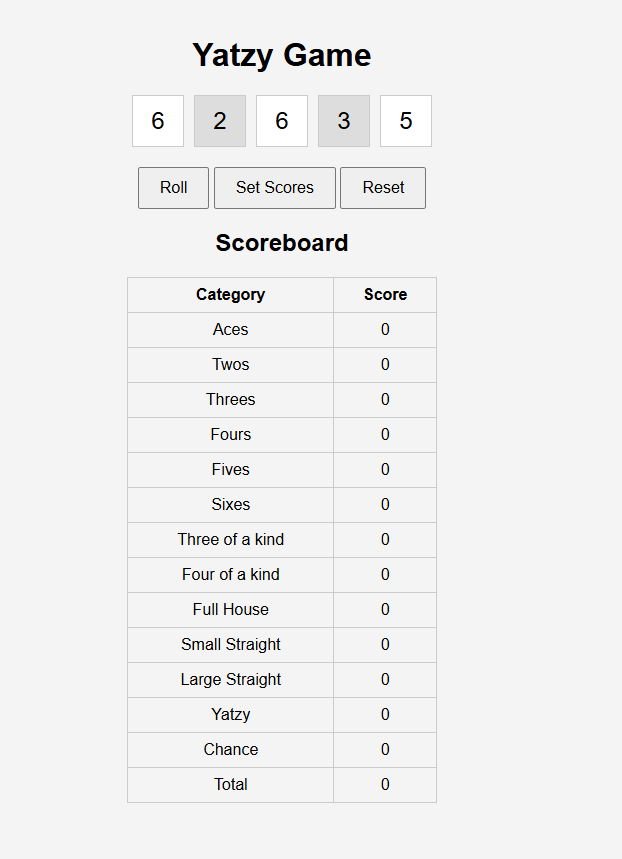 Yatzy Game
6 2 6 3 5
Roll Set Scores Reset
Scoreboard
Category Score
Aces 0
Twos 0
Threes 0
Fours 0
Fives 0
Sixes 0
Three of a kind 0
Four of a kind 0
Full House 0
Small Straight 0
Large Straight 0
Yatzy 0
Chance 0
Total 0